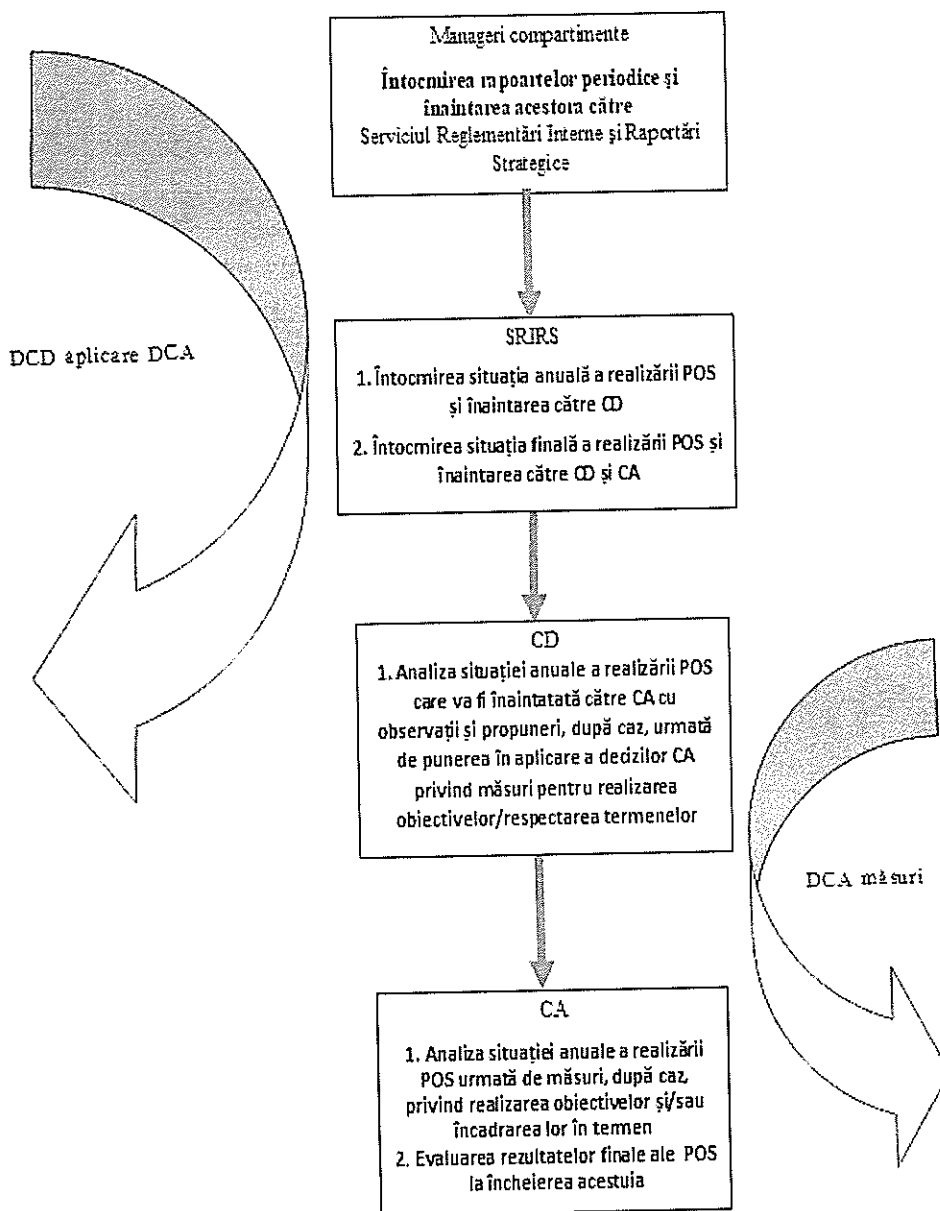 Manageri compartimente
Întocmirea rapoartelor periodice și
înaintarea acestora către
Serviciul Reglementări Interne și Raportări
Strategice
DCD aplicare DCA
SRIRS
1. Întocmirea situația anuală a realizării POS
și înaintarea către CD
2. Întocmirea situația finală a realizării POS și
înaintarea către CD și CA
CD
1. Analiza situației anuale a realizării POS
care va fi înaintatată către CA cu
observații și propuneri, după caz, urmată
de punerea în aplicare a decizilor CA
privind măsuri pentru realizarea
obiectivelor/respectarea termenelor
DCA măsuri
CA
1. Analiza situației anuale a realizării
POS urmată de măsuri, după caz,
privind realizarea obiectivelor și/sau
încadrarea lor în termen
2. Evaluarea rezultatelor finale ale POS
la încheierea acestuia